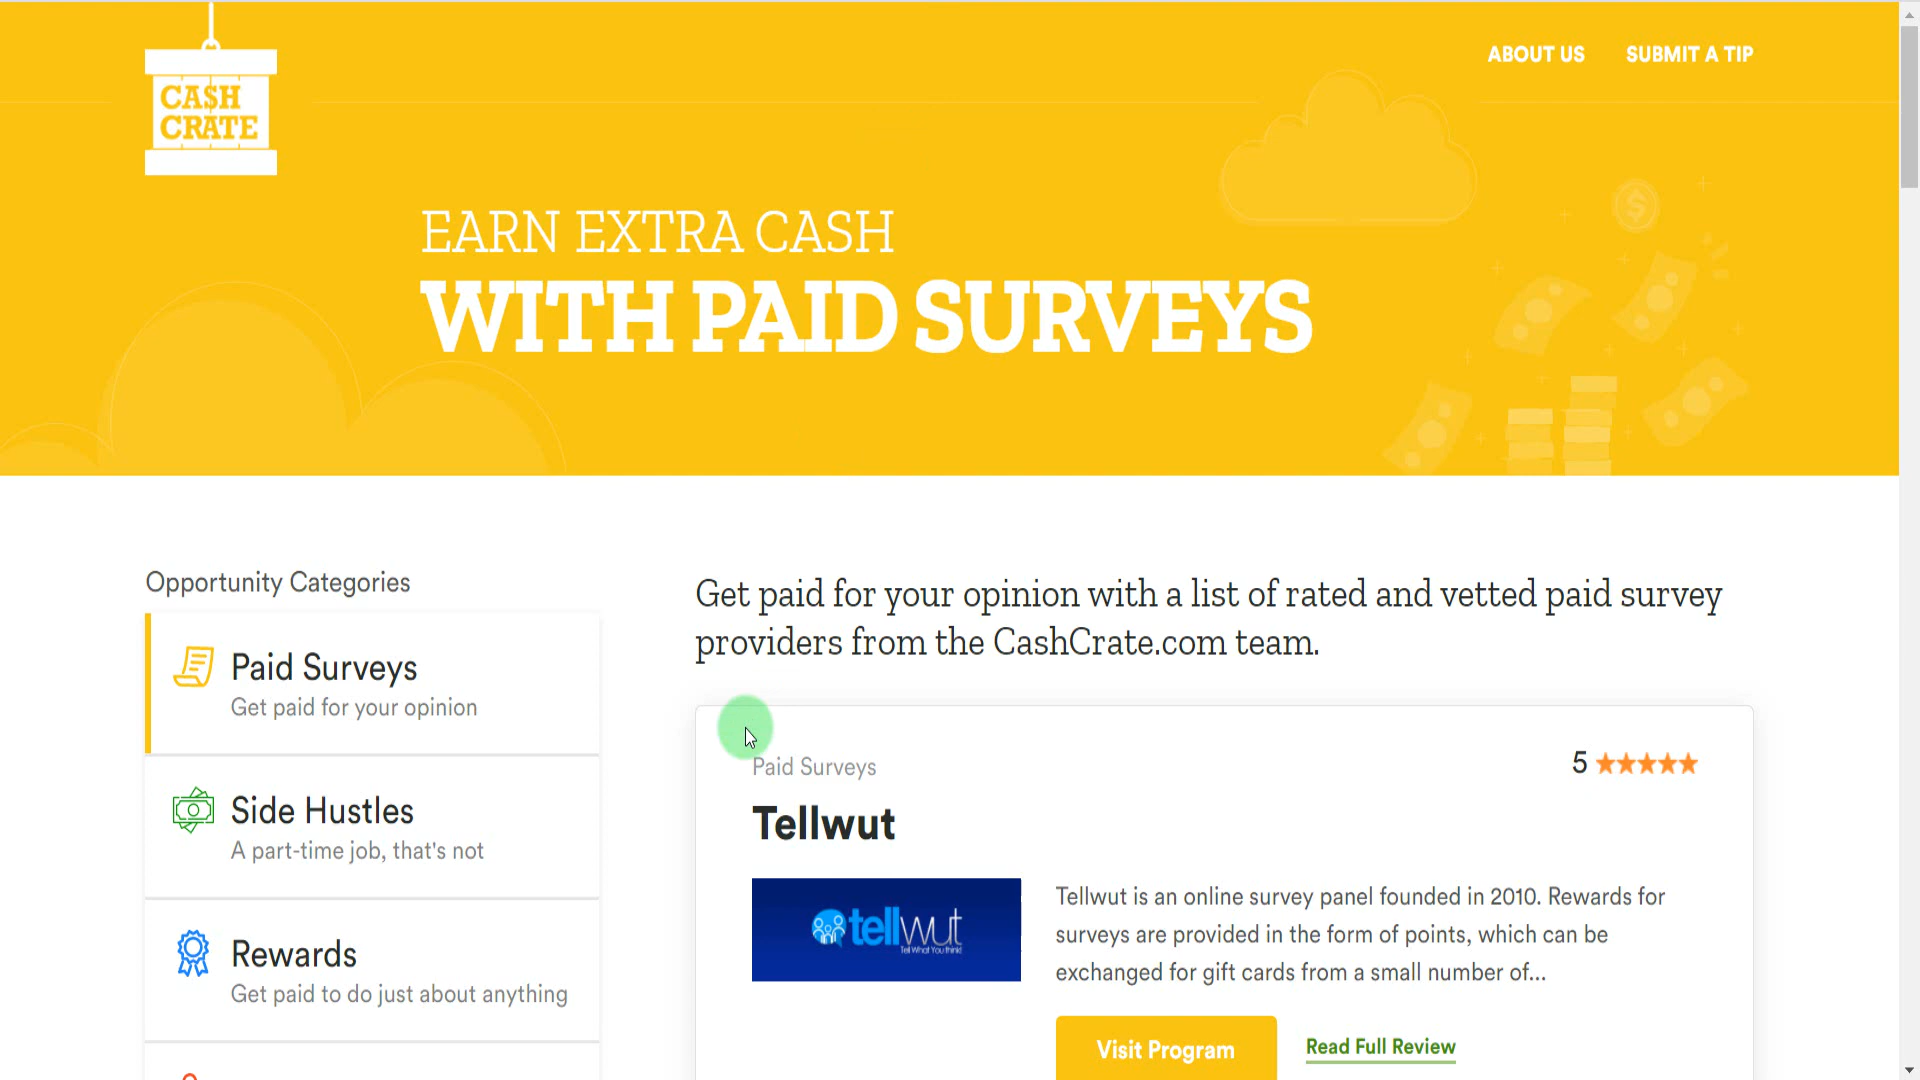 CASH
CRATE
ABOUT US
SUBMIT A TIP
EARN EXTRA CASH
WITH PAID SURVEYS
Opportunity Categories
Paid Surveys
Get paid for your opinion
Side Hustles
A part-time job, that's not
Rewards
Get paid to do just about anything
Get paid for your opinion with a list of rated and vetted paid survey
providers from the CashCrate.com team.
Paid Surveys
5
Tellwut
tellwut
Tell What You think!
Tellwut is an online survey panel founded in 2010. Rewards for
surveys are provided in the form of points, which can be
exchanged for gift cards from a small number of...
Visit Program
Read Full Review